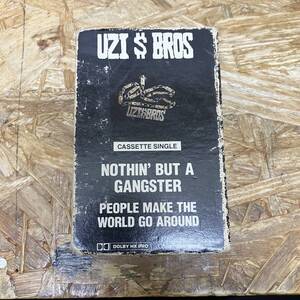 UZI $ BROS
UZI$BROS
CASSETTE SINGLE
NOTHIN' BUT A
GANGSTER
PEOPLE MAKE THE
WORLD GO AROUND
DOLBY HX PRO